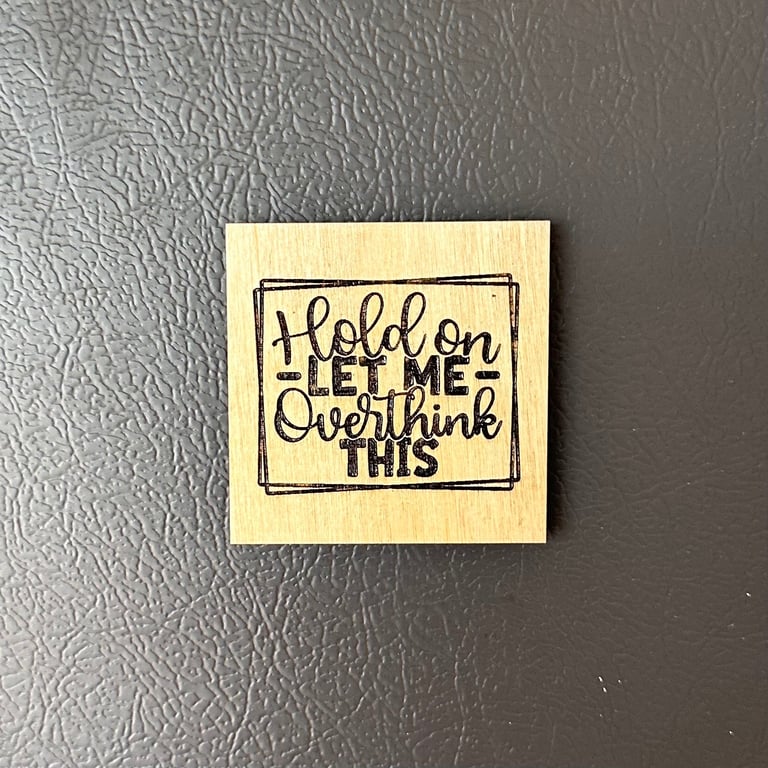 Hold on
-LET ME-
Overthink
THIS